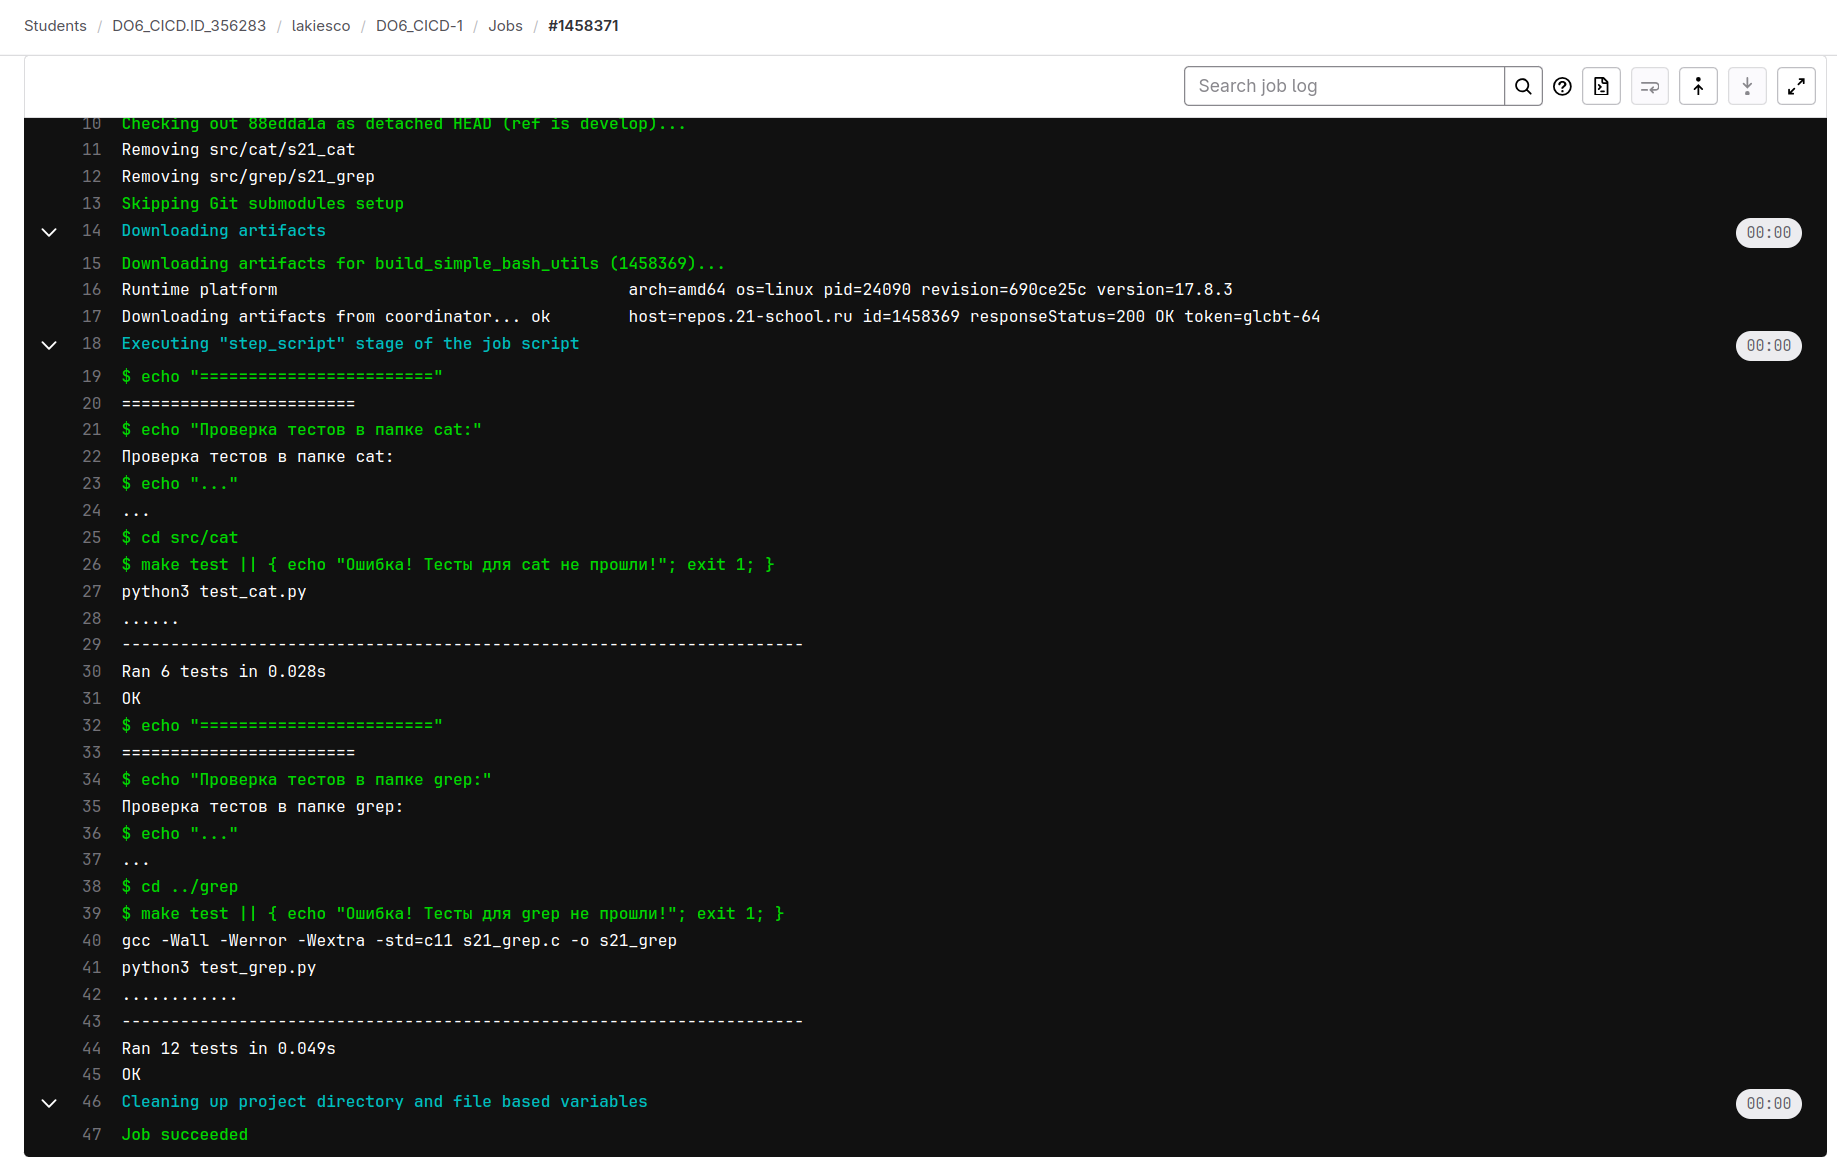 Students / DO6_CICD.ID_356283 / lakiesco / DO6_CICD-1 / Jobs / #1458371
Search job log
10 Checking out 88edda1a as detached HEAD (ref is develop)...
11 Removing src/cat/s21_cat
12 Removing src/grep/s21_grep
13 Skipping Git submodules setup
14 Downloading artifacts 00:00
15 Downloading artifacts for build_simple_bash_utils (1458369)...
16 Runtime platform arch=amd64 os=linux pid=24090 revision=690ce25c version=17.8.3
17 Downloading artifacts from coordinator... ok host=repos.21-school.ru id=1458369 responseStatus=200 OK token=glcbt-64
18 Executing "step_script" stage of the job script 00:00
19 $ echo "========================"
20 ========================
21 $ echo "Проверка тестов в папке cat:"
22 Проверка тестов в папке cat:
23 $ echo "..."
24 ...
25 $ cd src/cat
26 $ make test || { echo "Ошибка! Тесты для cat не прошли!"; exit 1; }
27 python3 test_cat.py
28 ......
29 ----------------------------------------------------------------------
30 Ran 6 tests in 0.028s
31 OK
32 $ echo "========================"
33 ========================
34 $ echo "Проверка тестов в папке grep:"
35 Проверка тестов в папке grep:
36 $ echo "..."
37 ...
38 $ cd ../grep
39 $ make test || { echo "Ошибка! Тесты для grep не прошли!"; exit 1; }
40 gcc -Wall -Werror -Wextra -std=c11 s21_grep.c -o s21_grep
41 python3 test_grep.py
42 ............
43 ----------------------------------------------------------------------
44 Ran 12 tests in 0.049s
45 OK
46 Cleaning up project directory and file based variables 00:00
47 Job succeeded